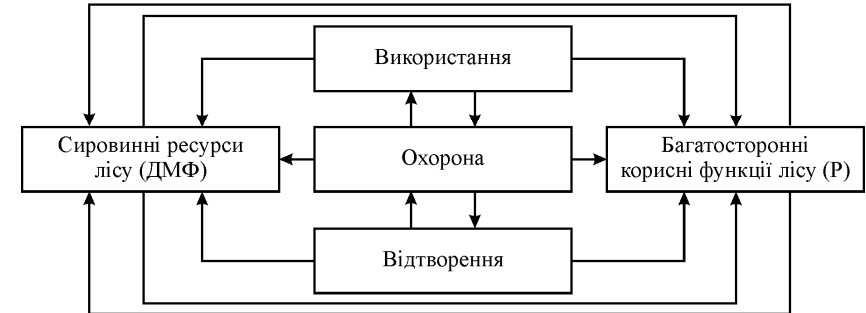 Використання
Сировинні ресурси
лісу (ДМФ)
Охорона
Багатосторонні
корисні функції лісу (Р)
Відтворення